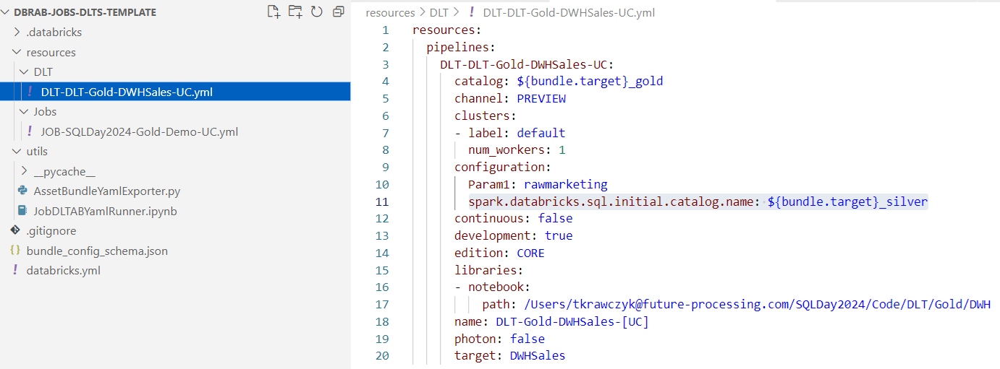 DBRAB-JOBS-DLTS-TEMPLATE
.databricks
resources
DLT
! DLT-DLT-Gold-DWHSales-UC.yml
Jobs
! JOB-SQLDay2024-Gold-Demo-UC.yml
utils
__pycache__
AssetBundleYamlExporter.py
JobDLTABYamlRunner.ipynb
.gitignore
{} bundle_config_schema.json
! databricks.yml
resources > DLT > ! DLT-DLT-Gold-DWHSales-UC.yml
1 resources:
2 pipelines:
3 DLT-DLT-Gold-DWHSales-UC:
4 catalog: ${bundle.target}_gold
5 channel: PREVIEW
6 clusters:
7 - label: default
8 num_workers: 1
9 configuration:
10 Param1: rawmarketing
11 spark.databricks.sql.initial.catalog.name: ${bundle.target}_silver
12 continuous: false
13 development: true
14 edition: CORE
15 libraries:
16 - notebook:
17 path: /Users/tkrawczyk@future-processing.com/SQLDay2024/Code/DLT/Gold/DWH
18 name: DLT-Gold-DWHSales-[UC]
19 photon: false
20 target: DWHSales